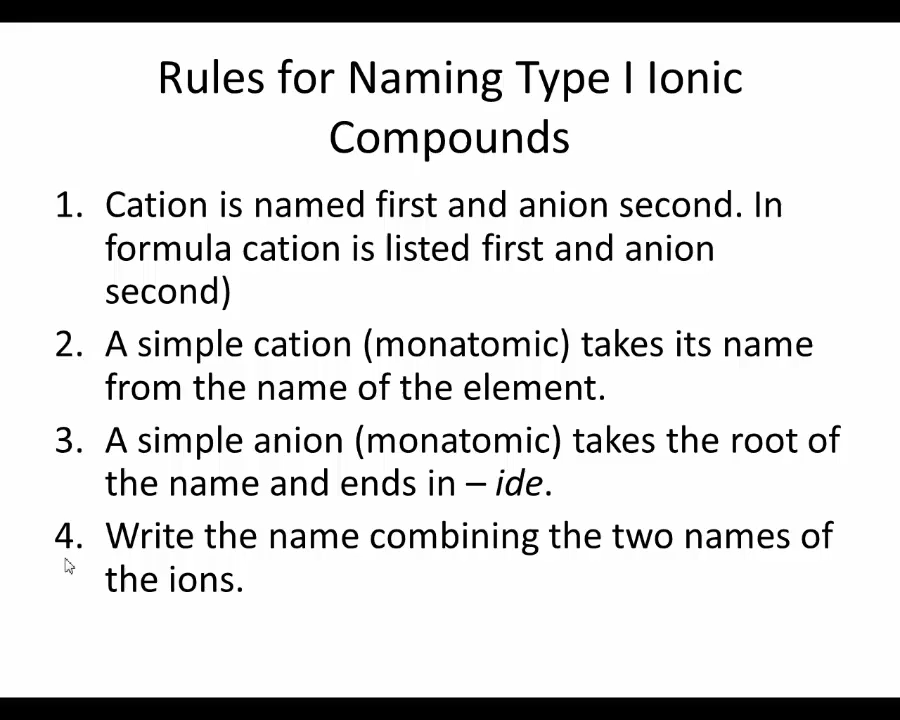 Rules for Naming Type I Ionic
Compounds
1. Cation is named first and anion second. In
formula cation is listed first and anion
second)
2. A simple cation (monatomic) takes its name
from the name of the element.
3. A simple anion (monatomic) takes the root of
the name and ends in – ide.
4. Write the name combining the two names of
the ions.